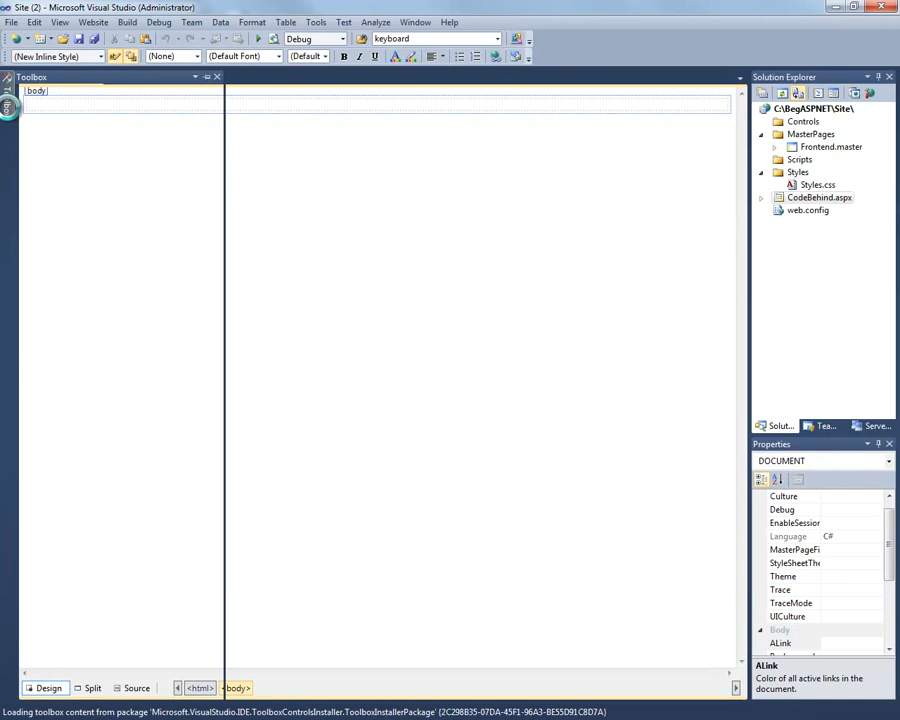 Site (2) - Microsoft Visual Studio (Administrator)
File Edit View Website Build Debug Team Data Format Table Tools Test Analyze Window Help
Debug keyboard
(New Inline Style) (None) (Default Font) (Default B I U A
Toolbox
body
Solution Explorer
C:\BegASPNET\Site\
Controls
MasterPages
Frontend.master
Scripts
Styles
Styles.css
CodeBehind.aspx
web.config
Solut... Tea... Serve...
Properties
DOCUMENT
Culture
Debug
EnableSession
Language C#
MasterPageFi
StyleSheetThe
Theme
Trace
TraceMode
UICulture
Body
ALink
ALink
Color of all active links in the
document.
Design Split Source <html> <body>
Loading toolbox content from package 'Microsoft.VisualStudio.IDE.ToolboxControlsInstaller.ToolboxInstallerPackage' {2C298B35-07DA-45F1-96A3-BE55D91C8D7A}